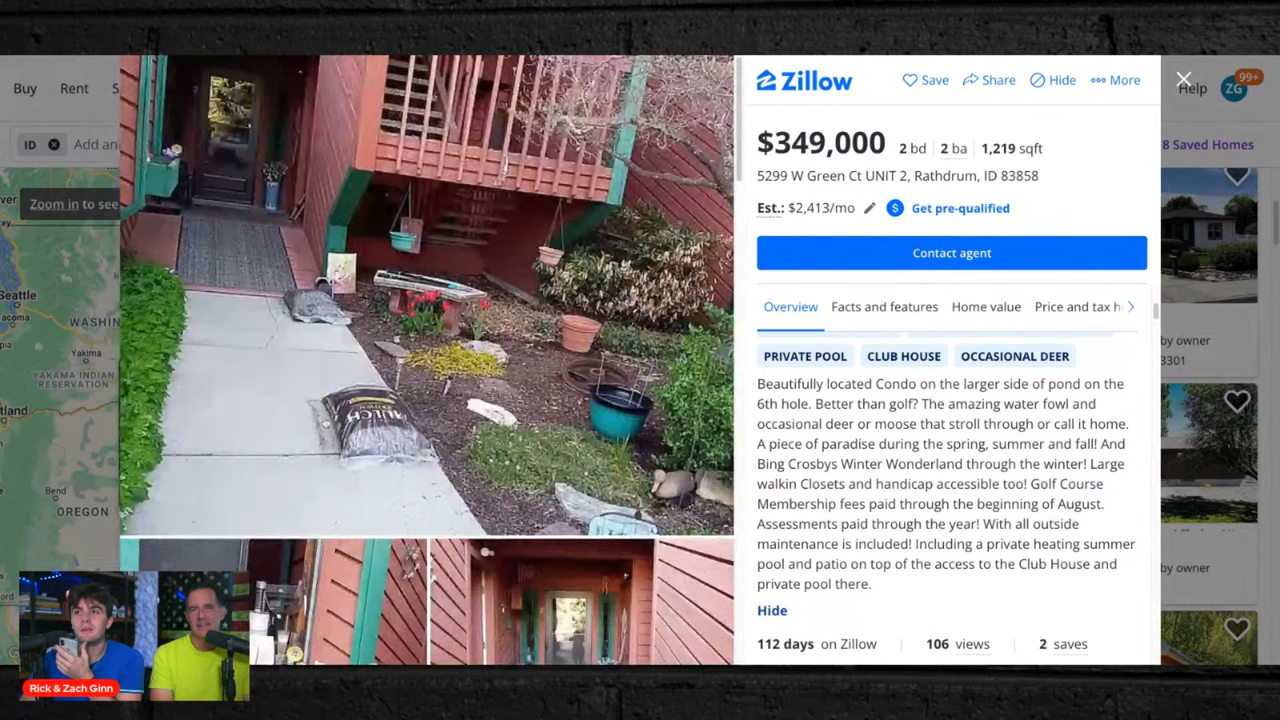 Buy
Rent
S
ID
Add and
Zoom in to see
Seattle
acoma
WASHIN
Yakima
YAKAMA INDIAN
RESERVATION
tland
Bend
OREGON
ord
MULCH
Zillow
Save
Share
Hide
More
$349,000
2 bd
2 ba
1,219 sqft
5299 W Green Ct UNIT 2, Rathdrum, ID 83858
Est.: $2,413/mo
Get pre-qualified
Contact agent
Overview
Facts and features
Home value
Price and tax h
PRIVATE POOL
CLUB HOUSE
OCCASIONAL DEER
Beautifully located Condo on the larger side of pond on the
6th hole. Better than golf? The amazing water fowl and
occasional deer or moose that stroll through or call it home.
A piece of paradise during the spring, summer and fall! And
Bing Crosbys Winter Wonderland through the winter! Large
walkin Closets and handicap accessible too! Golf Course
Membership fees paid through the beginning of August.
Assessments paid through the year! With all outside
maintenance is included! Including a private heating summer
pool and patio on top of the access to the Club House and
private pool there.
Hide
112 days on Zillow
106 views
2 saves
Help
ZG
99+
8 Saved Homes
by owner
3301
by owner
Rick & Zach Ginn